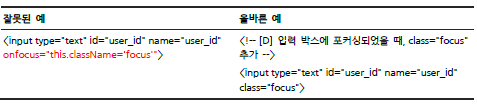 잘못된 예
올바른 예
<input type="text" id="user_id" name="user_id"
onfocus="this.className='focus'">
<!-- [D] 입력 박스에 포커싱되었을 때, class="focus"
추가 -->
<input type="text" id="user_id" name="user_id"
class="focus">